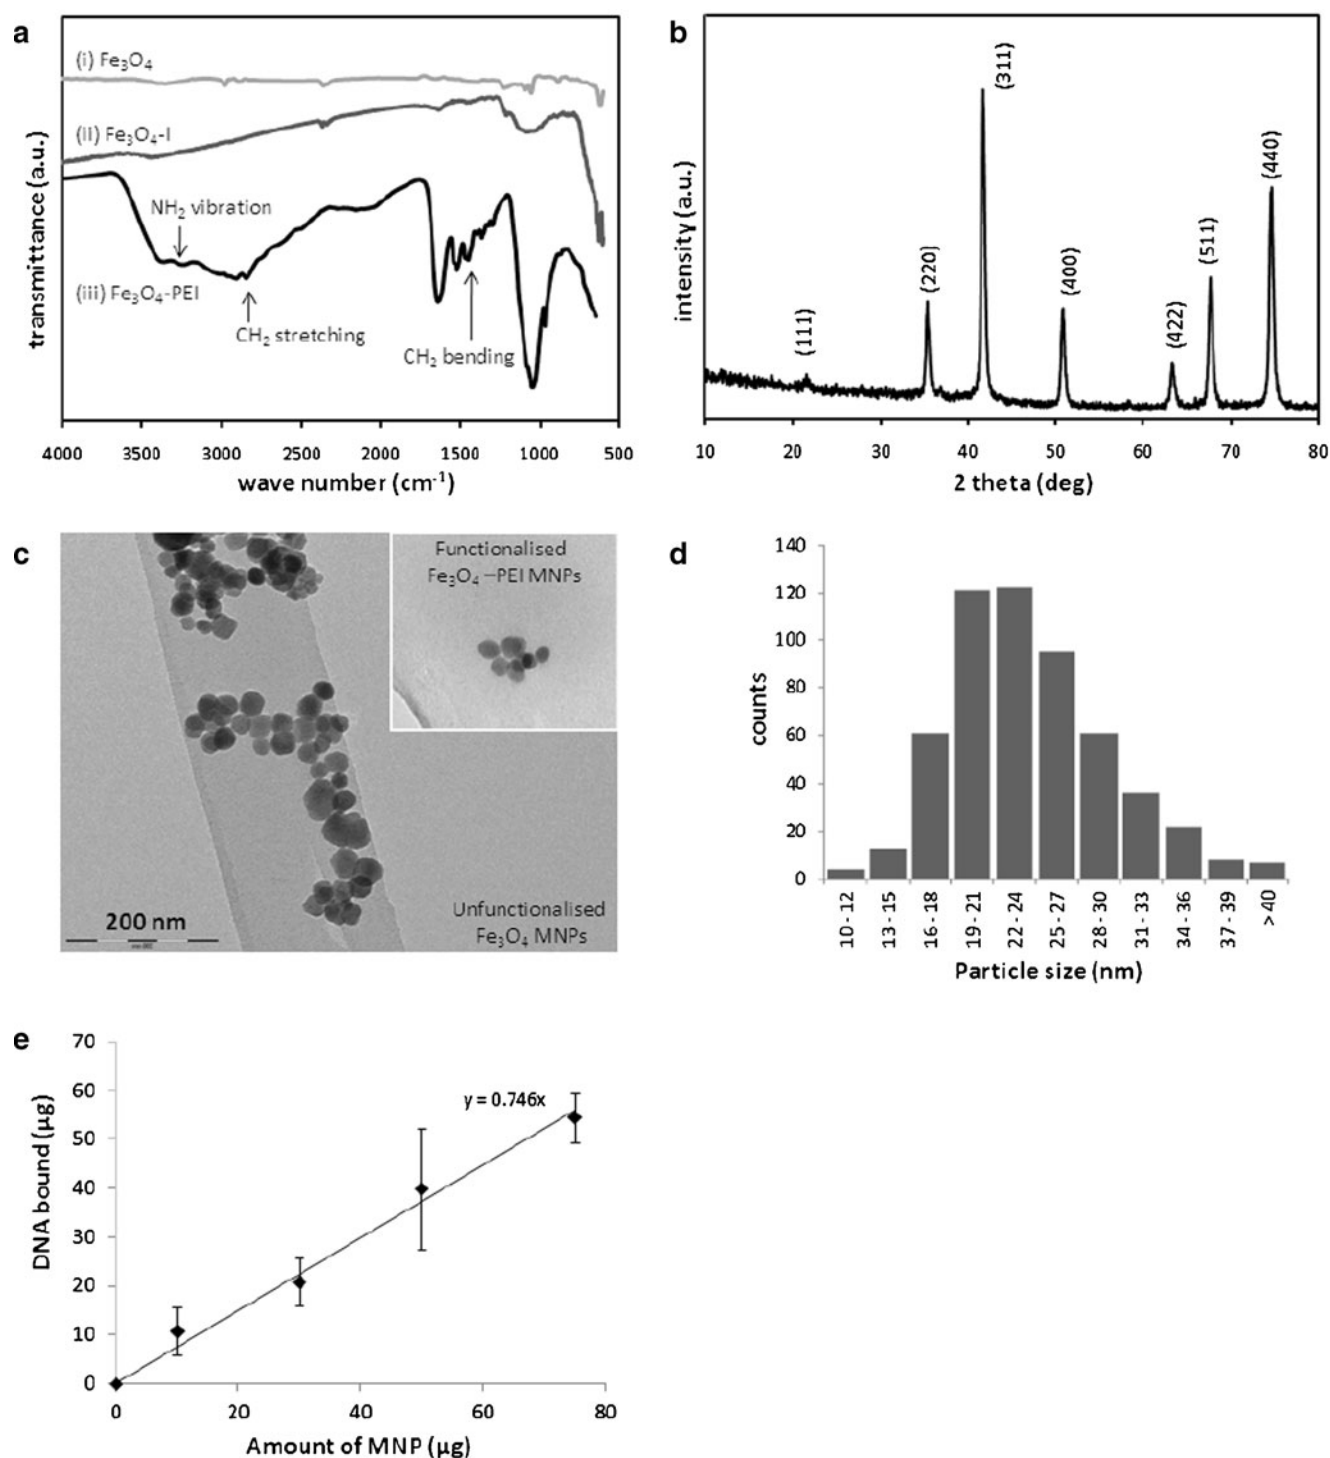 a
(i) Fe₃O₄
(ii) Fe₃O₄-I
NH₂ vibration
(iii) Fe₃O₄-PEI
CH₂ stretching
CH₂ bending
transmittance (a.u.)
4000 3500 3000 2500 2000 1500 1000 500
wave number (cm⁻¹)
b
(111)
(220)
(311)
(400)
(422)
(511)
(440)
intensity (a.u.)
10 20 30 40 50 60 70 80
2 theta (deg)
c
Functionalised
Fe₃O₄ –PEI MNPs
200 nm
Unfunctionalised
Fe₃O₄ MNPs
d
140
120
100
80
60
40
20
0
counts
10 - 12
13 - 15
16 - 18
19 - 21
22 - 24
25 - 27
28 - 30
31 - 33
34 - 36
37 - 39
> 40
Particle size (nm)
e
70
60
50
40
30
20
10
0
DNA bound (µg)
y = 0.746x
0 20 40 60 80
Amount of MNP (µg)